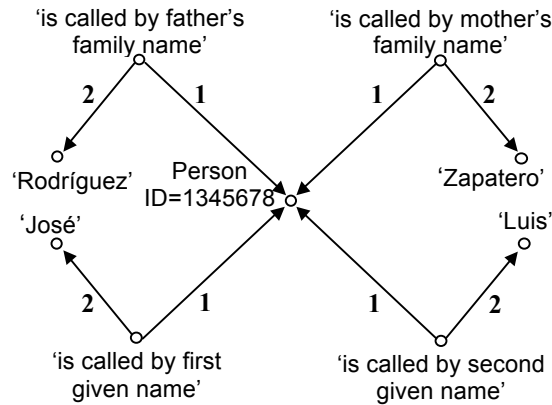 ‘is called by father’s
family name’
‘is called by mother’s
family name’
2
1
1
2
‘Rodríguez’
Person
ID=1345678
‘Zapatero’
‘José’
‘Luis’
2
1
1
2
‘is called by first
given name’
‘is called by second
given name’